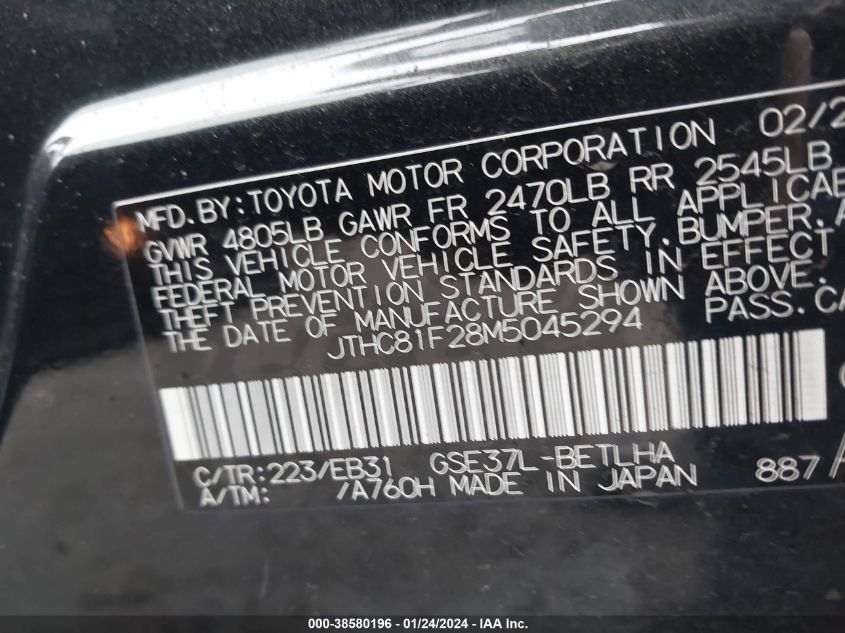 MFD.BY:TOYOTA MOTOR CORPORATION 02/2
GVWR 4805LB GAWR FR 2470LB RR 2545LB
THIS VEHICLE CONFORMS TO ALL APPLICAB
FEDERAL MOTOR VEHICLE SAFETY,BUMPER,A
THEFT PREVENTION STANDARDS IN EFFECT
THE DATE OF MANUFACTURE SHOWN ABOVE.
JTHC81F28M5045294 PASS.CA
C/TR:223/EB31 GSE37L-BETLHA
A/TM: /A760H MADE IN JAPAN 887
000-38580196 - 01/24/2024 - IAA Inc.